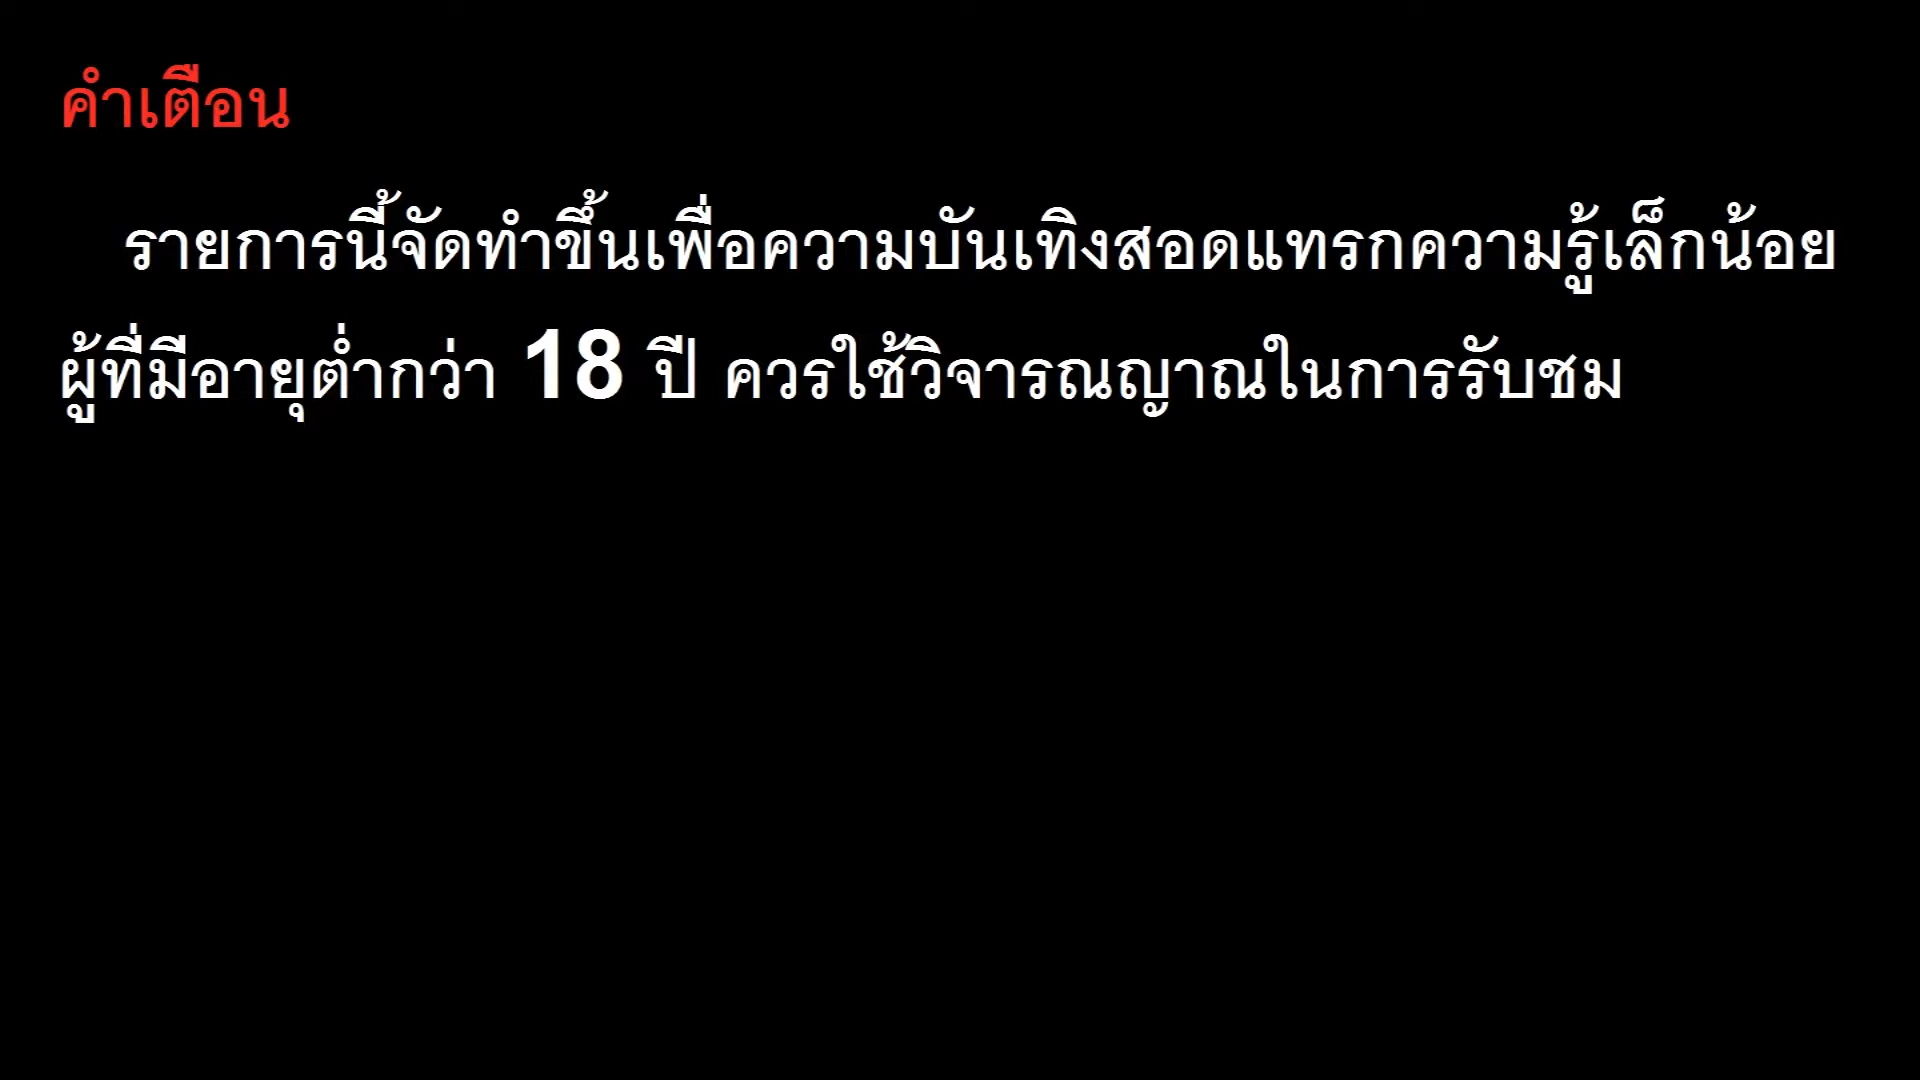 คำเตือน
รายการนี้จัดทำขึ้นเพื่อความบันเทิงสอดแทรกความรู้เล็กน้อย
ผู้ที่มีอายุต่ำกว่า 18 ปี ควรใช้วิจารณญาณในการรับชม